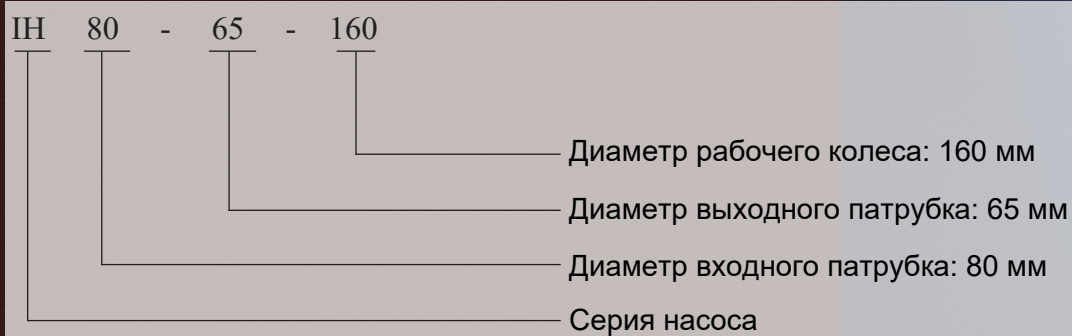 IH 80 - 65 - 160
Диаметр рабочего колеса: 160 мм
Диаметр выходного патрубка: 65 мм
Диаметр входного патрубка: 80 мм
Серия насоса